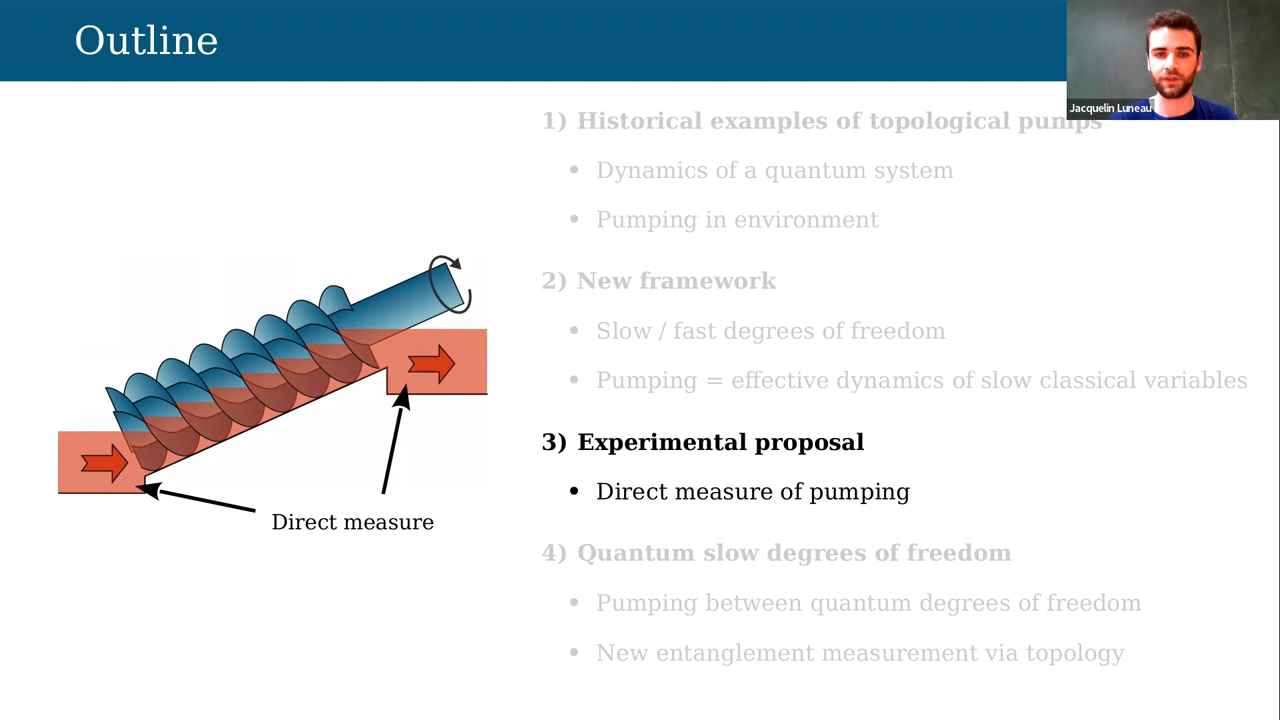 Outline
Jacquelin Luneau
1) Historical examples of topological pumps
• Dynamics of a quantum system
• Pumping in environment
2) New framework
• Slow / fast degrees of freedom
• Pumping = effective dynamics of slow classical variables
3) Experimental proposal
• Direct measure of pumping
Direct measure
4) Quantum slow degrees of freedom
• Pumping between quantum degrees of freedom
• New entanglement measurement via topology